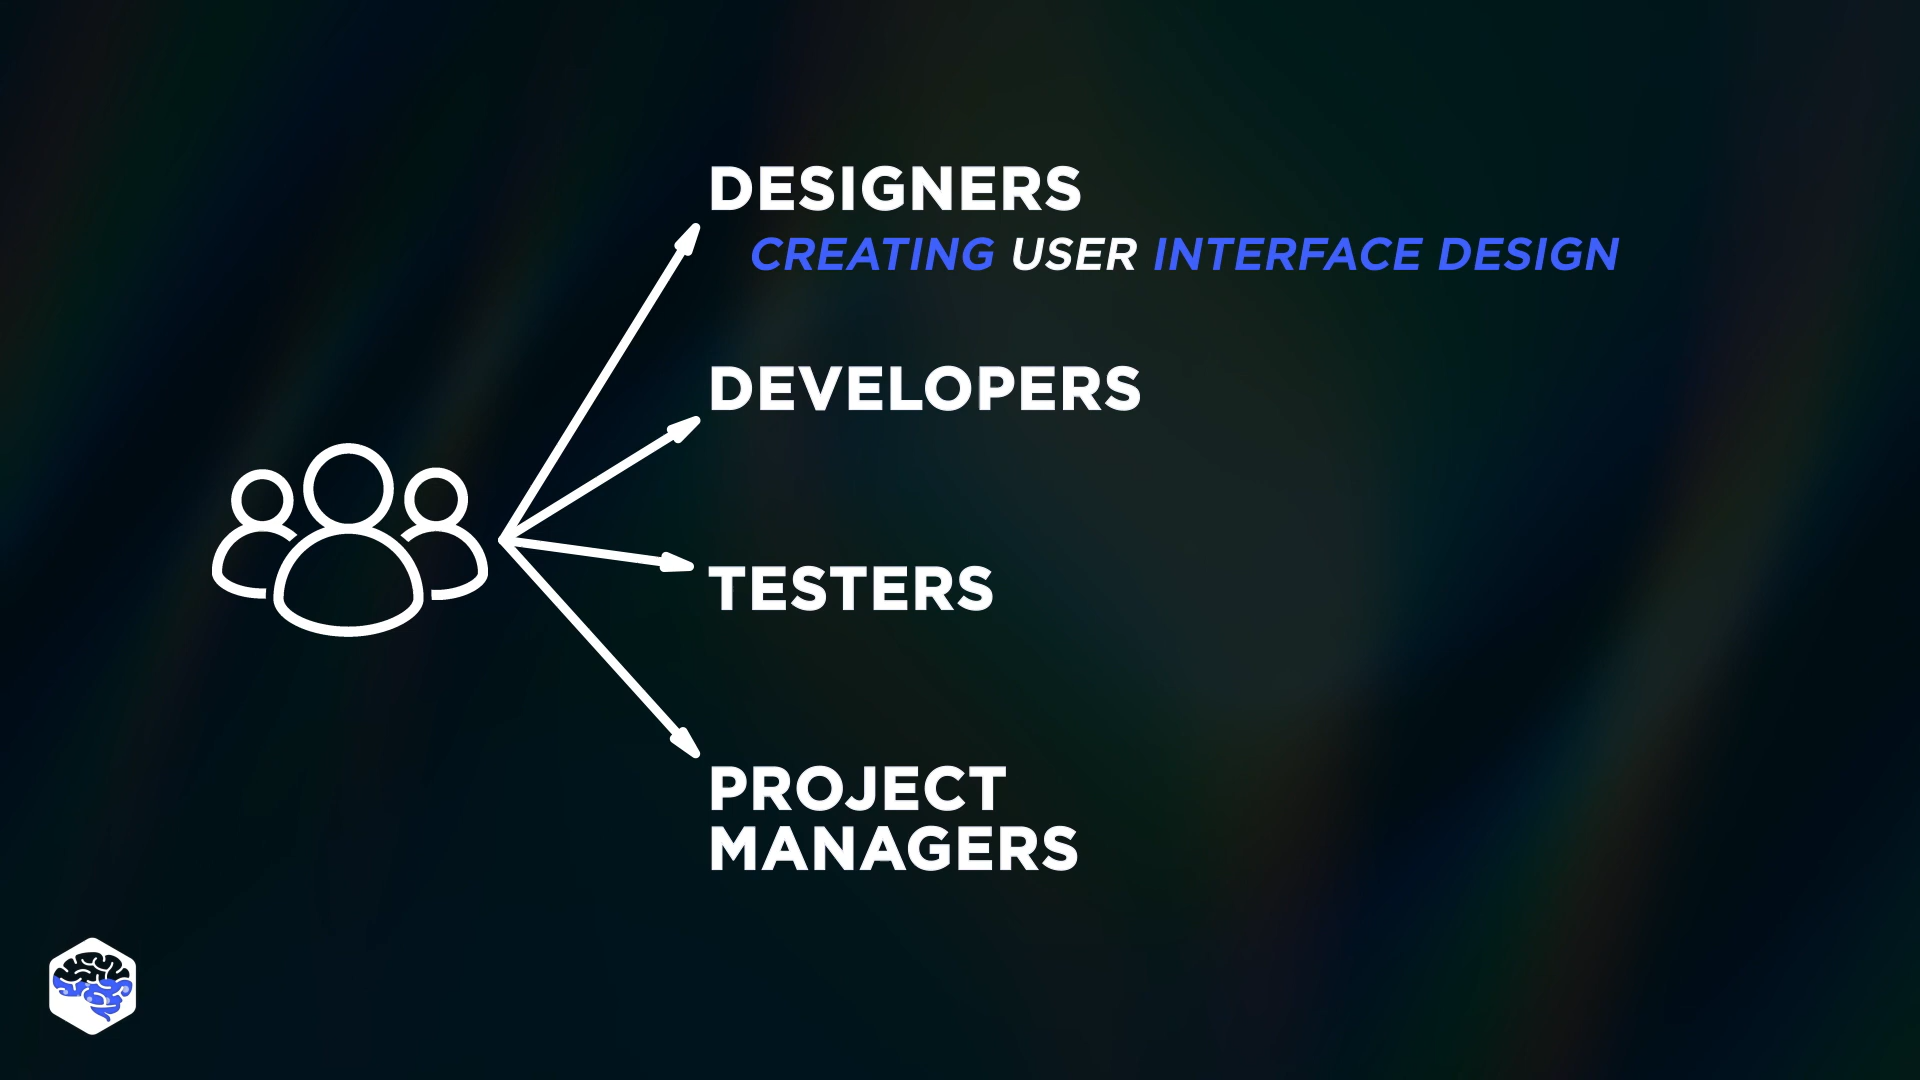 DESIGNERS
CREATING USER INTERFACE DESIGN
DEVELOPERS
TESTERS
PROJECT
MANAGERS